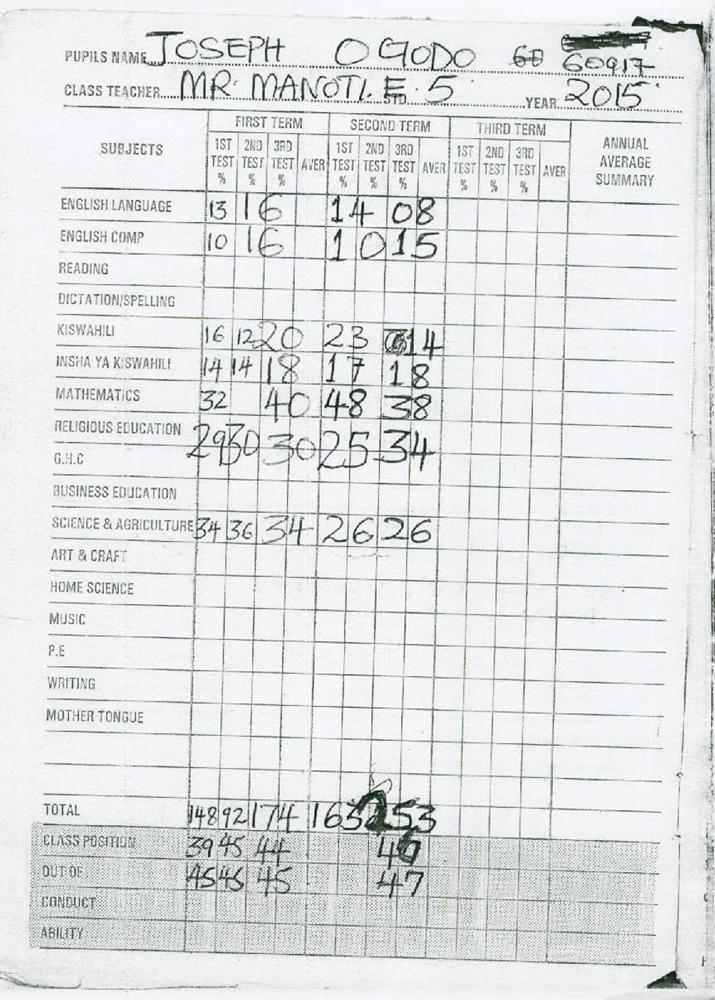 PUPILS NAME JOSEPH OGODO 60917
CLASS TEACHER MR. MANOTI. E. STD 5 YEAR 2015
SUBJECTS FIRST TERM SECOND TERM THIRD TERM ANNUAL AVERAGE SUMMARY
1ST TEST % 2ND TEST % 3RD TEST % AVER 1ST TEST % 2ND TEST % 3RD TEST % AVER 1ST TEST % 2ND TEST % 3RD TEST % AVER
ENGLISH LANGUAGE 13 16 14 08
ENGLISH COMP 10 16 10 15
READING
DICTATION/SPELLING
KISWAHILI 16 12 20 23 14
INSHA YA KISWAHILI 14 14 18 17 18
MATHEMATICS 32 40 48 38
RELIGIOUS EDUCATION 29 30 30 25 34
G.H.C
BUSINESS EDUCATION
SCIENCE & AGRICULTURE 34 36 34 26 26
ART & CRAFT
HOME SCIENCE
MUSIC
P.E
WRITING
MOTHER TONGUE
TOTAL 148 92 174 163 253
CLASS POSITION 39 45 44
OUT OF 45 45 45 47
CONDUCT
ABILITY